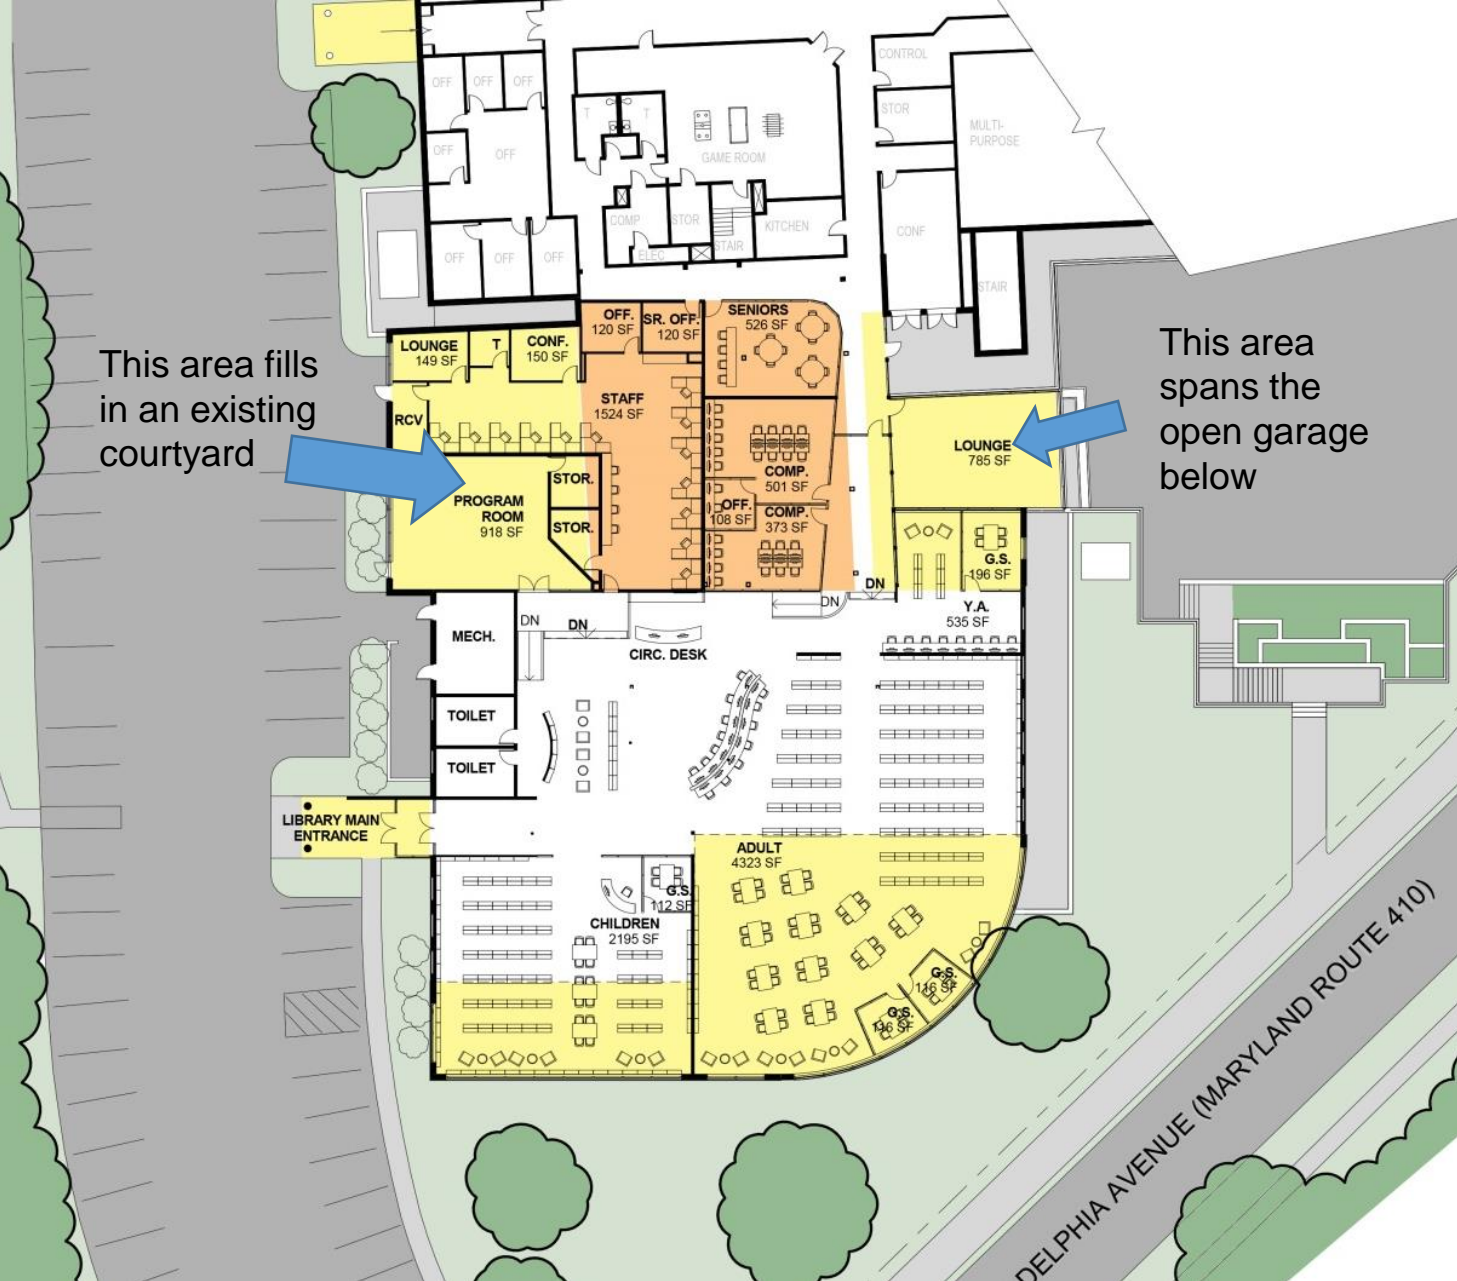 OFF
OFF
OFF
OFF
OFF
OFF
OFF
OFF
T
T
GAME ROOM
COMP
STOR
ELEC
STAIR
KITCHEN
CONTROL
STOR
MULTI-
PURPOSE
CONF
STAIR
This area fills
in an existing
courtyard
This area
spans the
open garage
below
LOUNGE
149 SF
T
CONF.
150 SF
OFF.
120 SF
SR. OFF.
120 SF
SENIORS
526 SF
RCV
STAFF
1524 SF
LOUNGE
785 SF
COMP.
501 SF
OFF.
108 SF
COMP.
373 SF
PROGRAM
ROOM
918 SF
STOR.
STOR.
G.S.
196 SF
DN
DN
DN
DN
Y.A.
535 SF
MECH.
CIRC. DESK
TOILET
TOILET
LIBRARY MAIN
ENTRANCE
ADULT
4323 SF
G.S.
112 SF
CHILDREN
2195 SF
G.S.
116 SF
G.S.
116 SF
DELPHIA AVENUE (MARYLAND ROUTE 410)